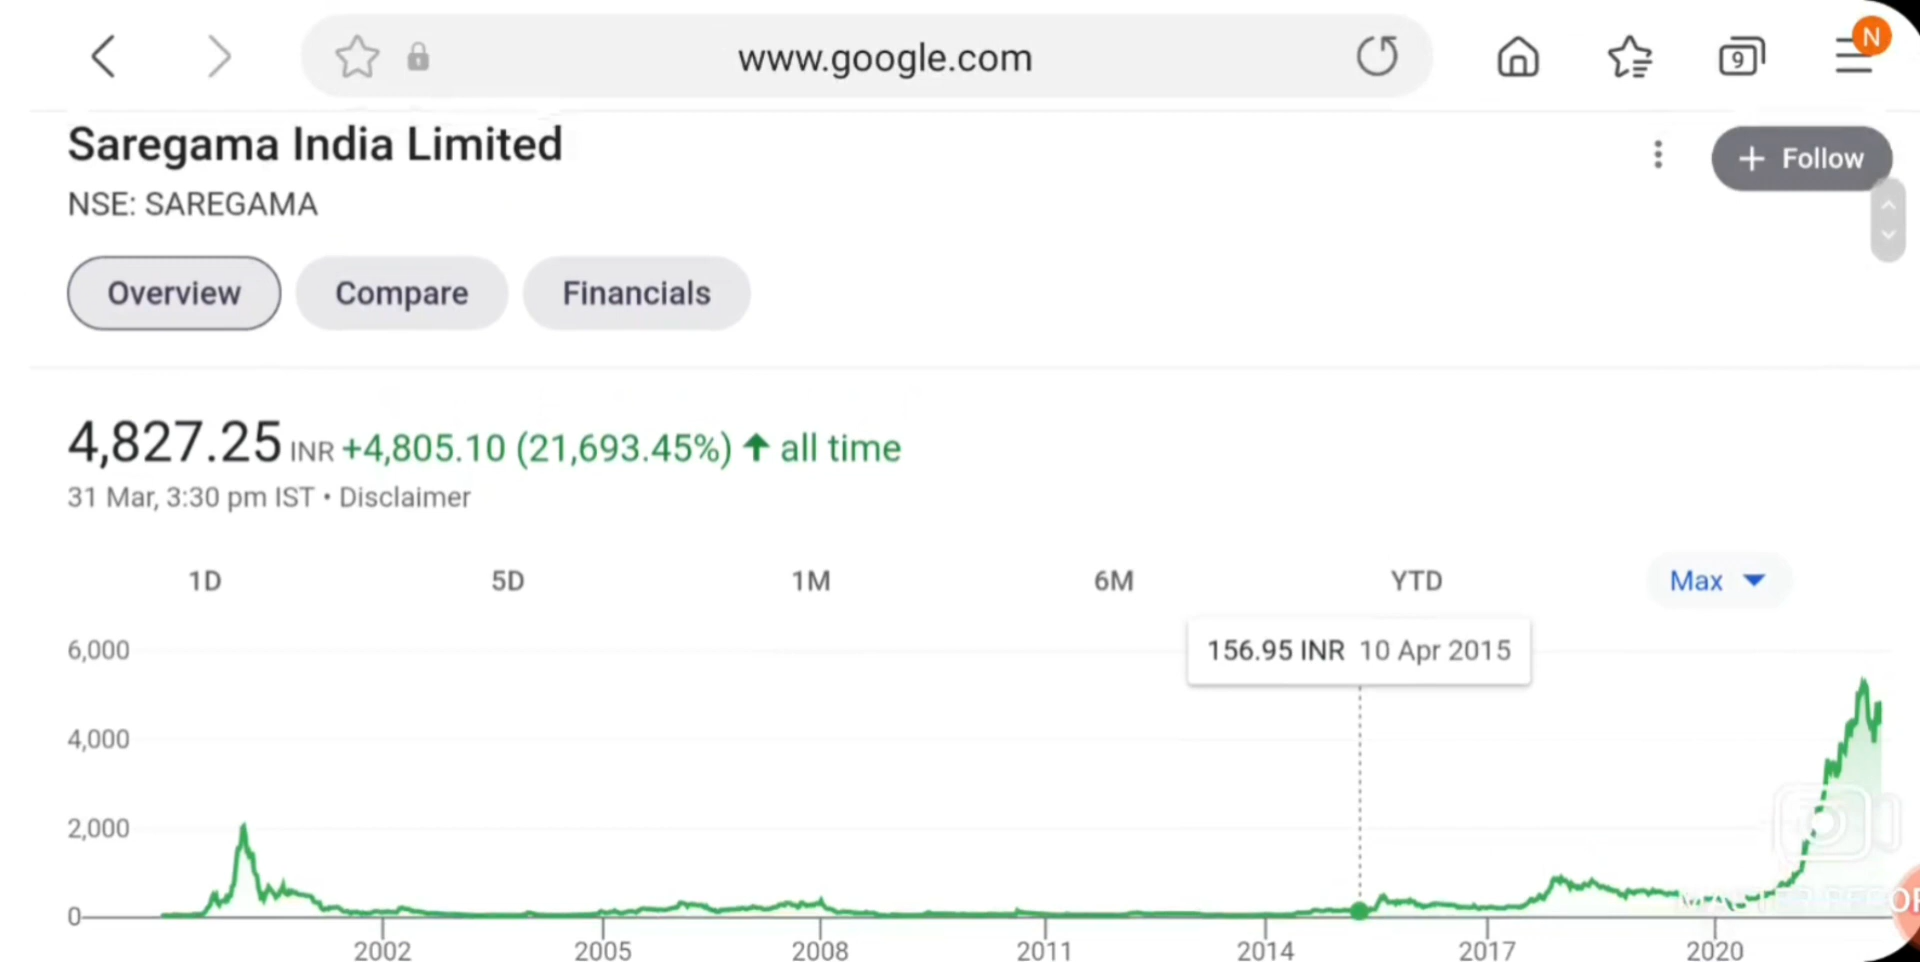 www.google.com
9
N
Saregama India Limited
+ Follow
NSE: SAREGAMA
Overview Compare Financials
4,827.25 INR +4,805.10 (21,693.45%) ↑ all time
31 Mar, 3:30 pm IST • Disclaimer
1D 5D 1M 6M YTD Max
156.95 INR 10 Apr 2015
6,000
4,000
2,000
0
2002 2005 2008 2011 2014 2017 2020